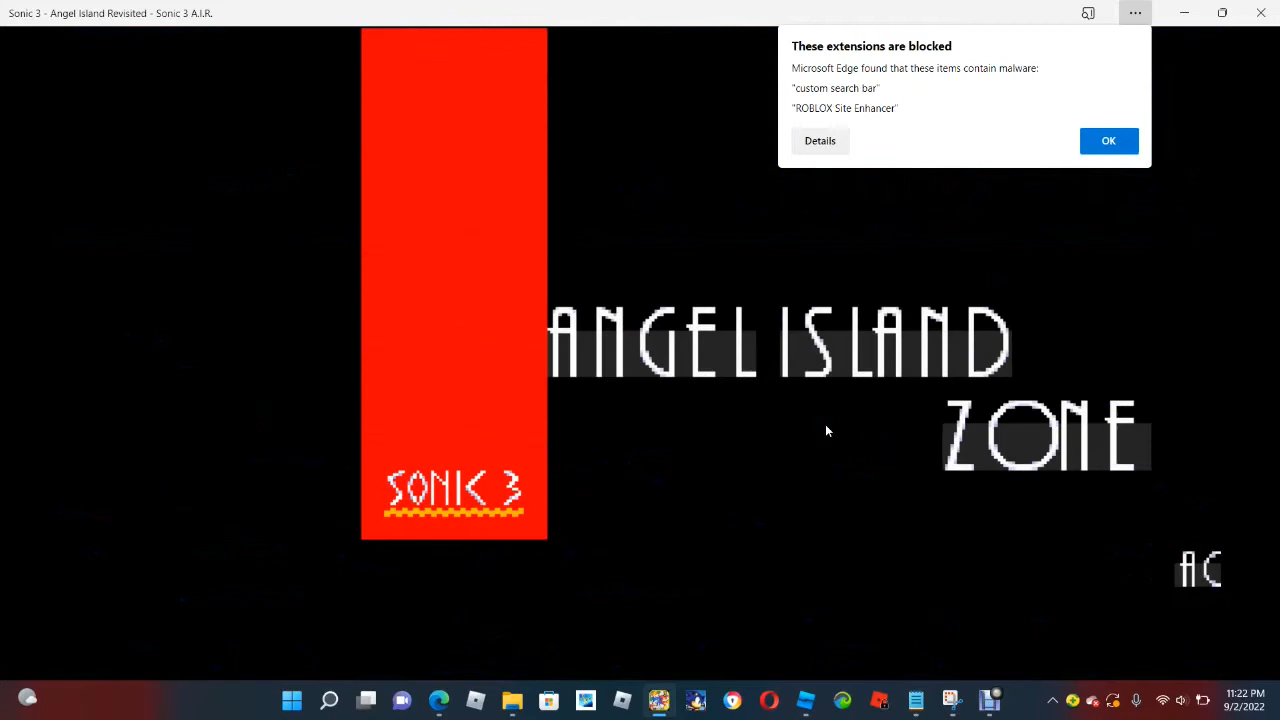 Sonic 3 - Angel Island Revisited - Sonic 3 A.I.R.
These extensions are blocked
Microsoft Edge found that these items contain malware:
"custom search bar"
"ROBLOX Site Enhancer"
Details
OK
ANGEL ISLAND
ZONE
SONIC 3
AC
11:22 PM
9/2/2022